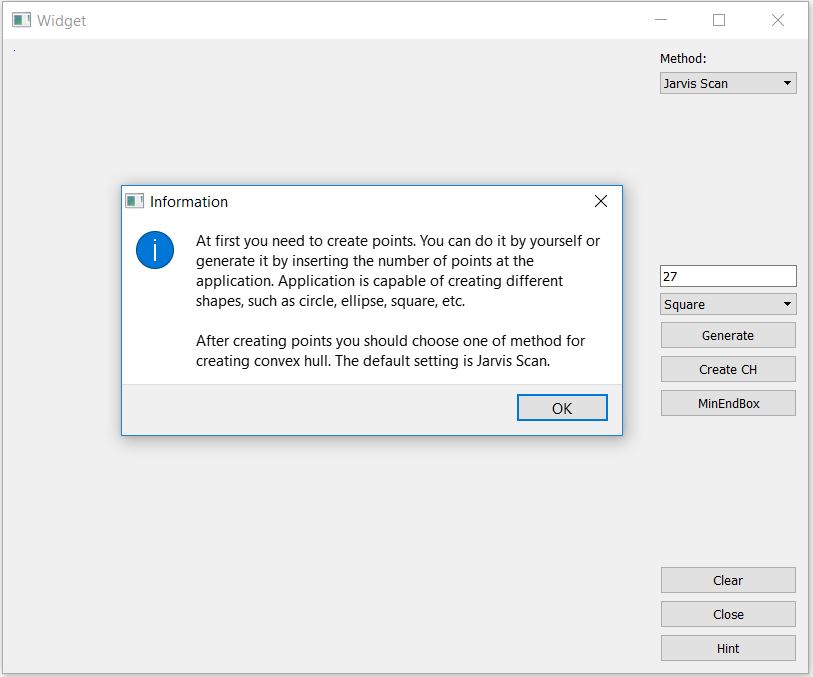 Widget
Method:
Jarvis Scan
Information
i
At first you need to create points. You can do it by yourself or
generate it by inserting the number of points at the
application. Application is capable of creating different
shapes, such as circle, ellipse, square, etc.
After creating points you should choose one of method for
creating convex hull. The default setting is Jarvis Scan.
OK
27
Square
Generate
Create CH
MinEndBox
Clear
Close
Hint